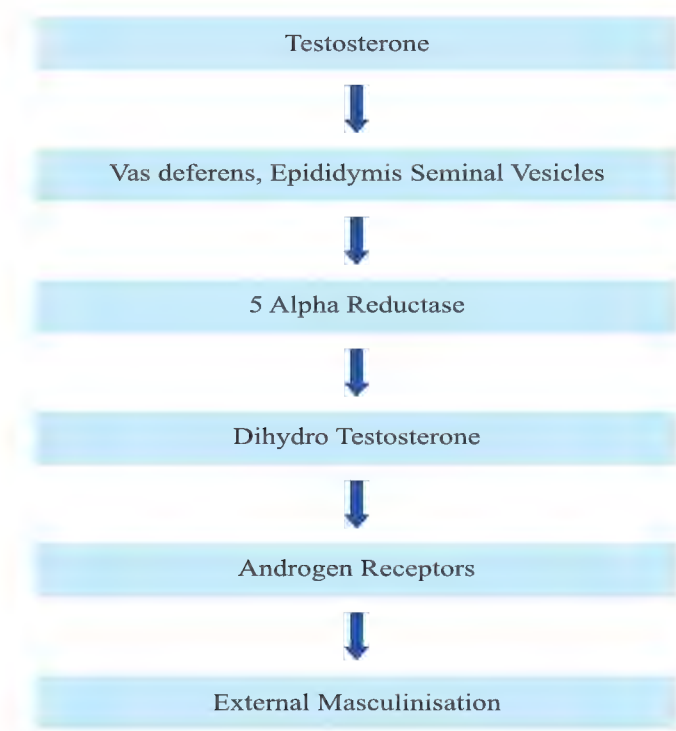 Testosterone
Vas deferens, Epididymis Seminal Vesicles
5 Alpha Reductase
Dihydro Testosterone
Androgen Receptors
External Masculinisation